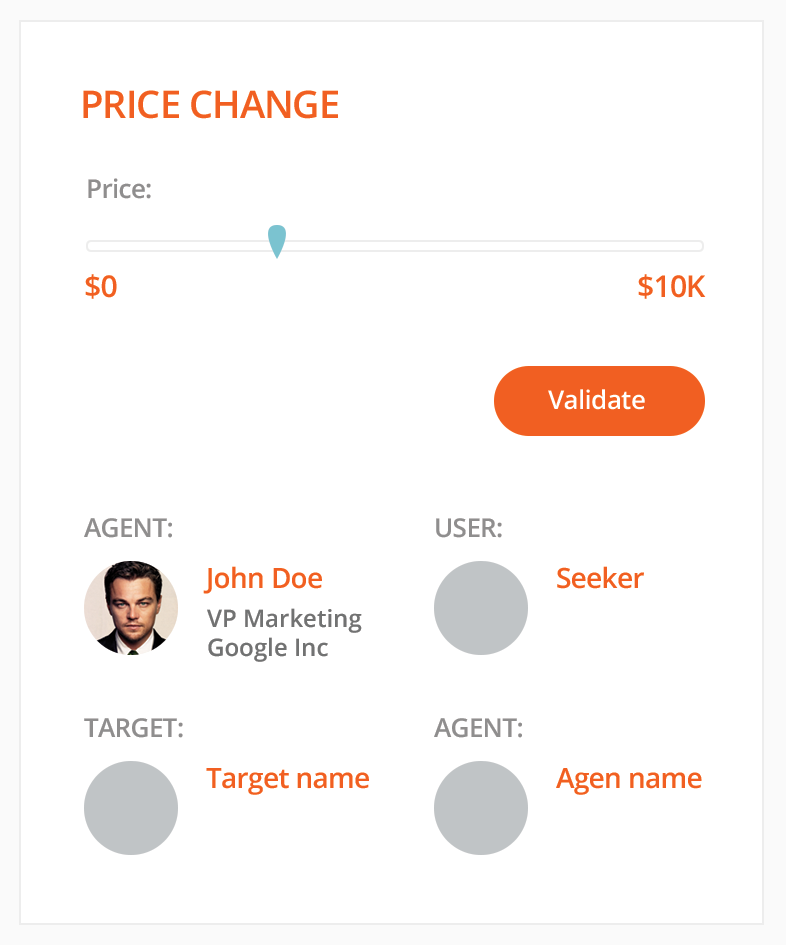 PRICE CHANGE
Price:
$0
$10K
Validate
AGENT:
John Doe
VP Marketing
Google Inc
USER:
Seeker
TARGET:
Target name
AGENT:
Agen name